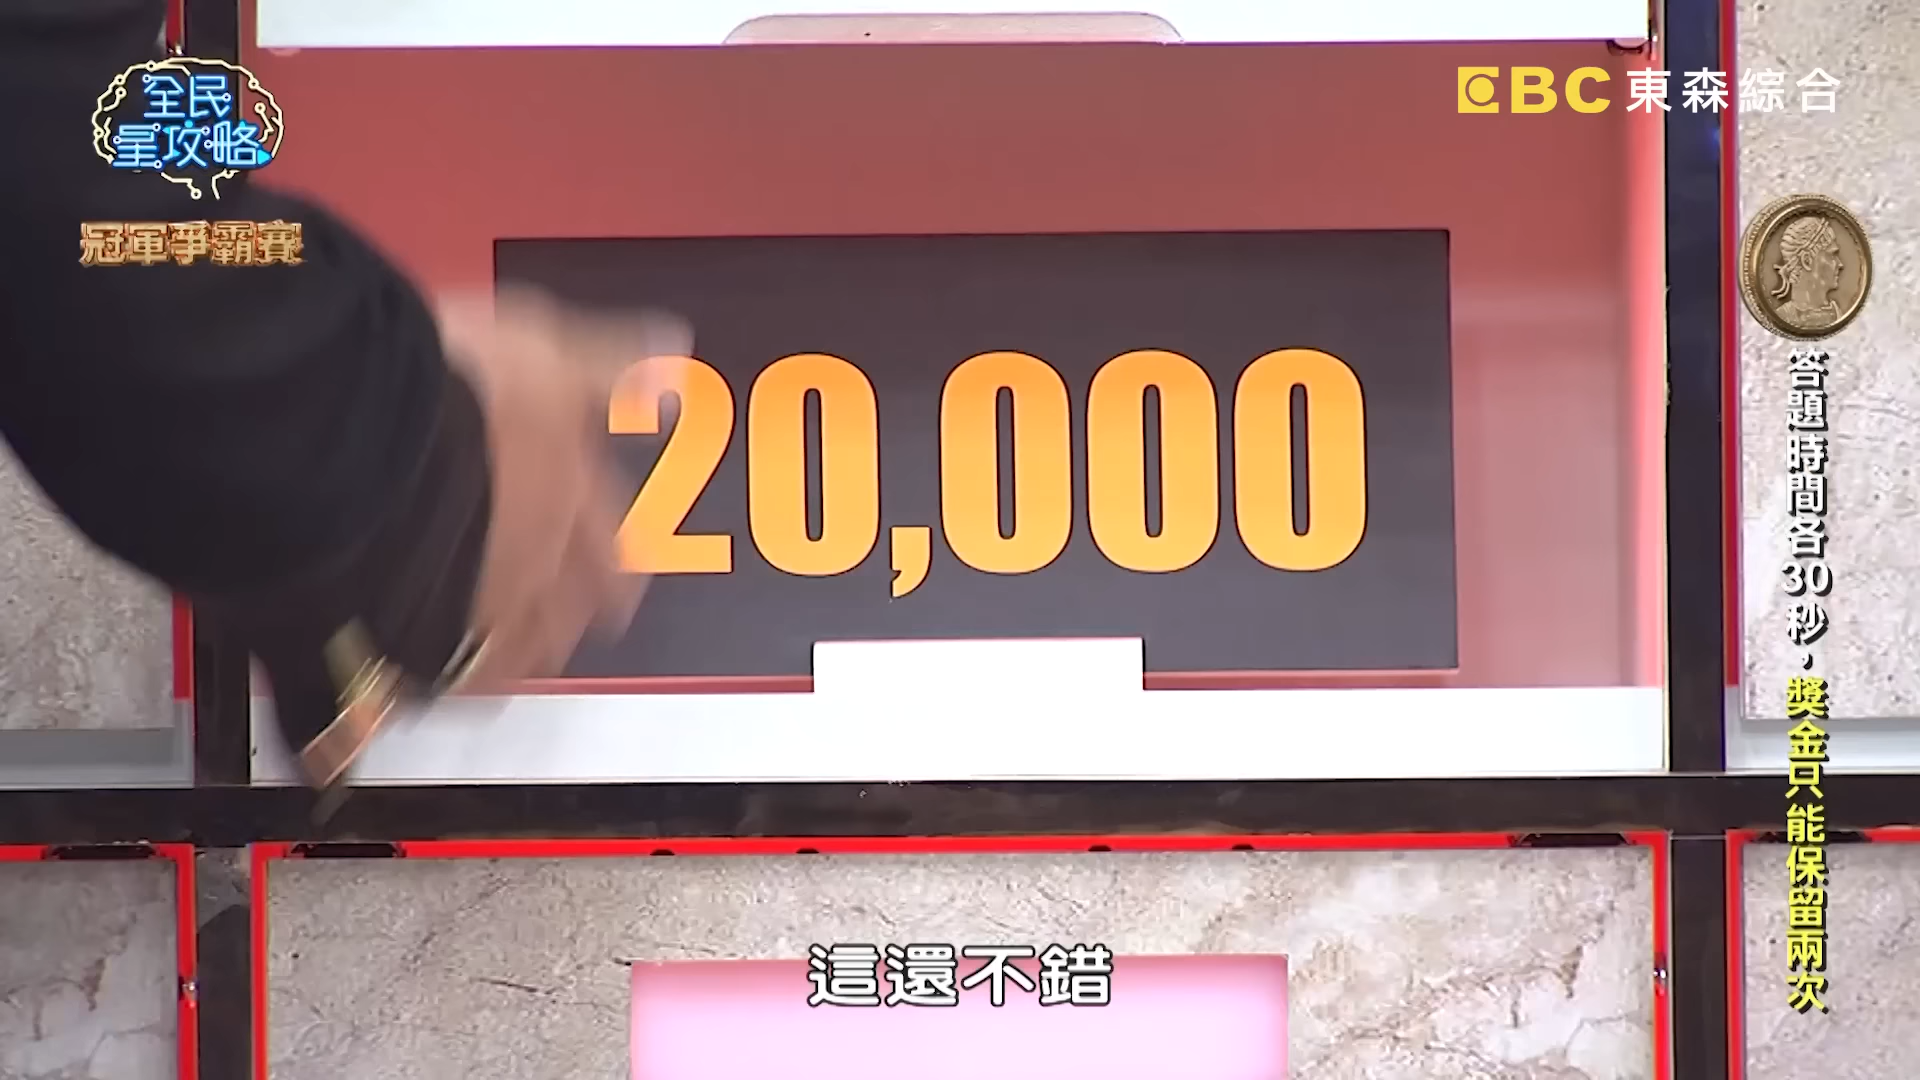 全民
星攻略
冠軍爭霸賽
EBC 東森綜合
20,000
答題時間各30秒，獎金只能保留兩次
這還不錯